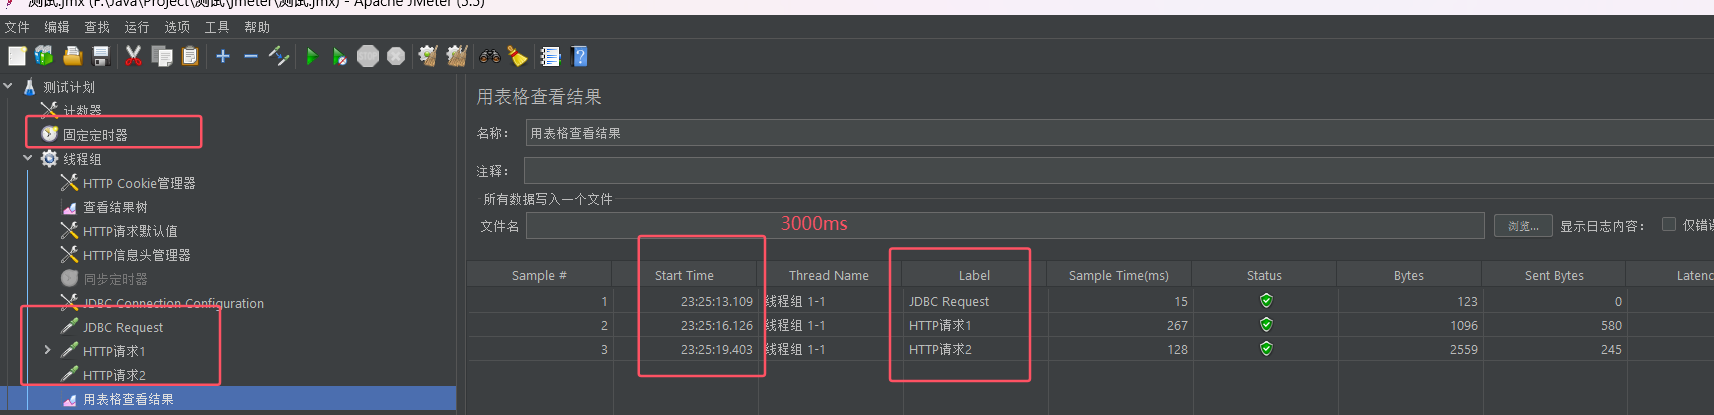 测试.jmx (F:\Java\Project\测试\jmeter\测试.jmx) - Apache JMeter (5.5)
文件 编辑 查找 运行 选项 工具 帮助
测试计划
计数器
固定定时器
线程组
HTTP Cookie管理器
查看结果树
HTTP请求默认值
HTTP信息头管理器
同步定时器
JDBC Connection Configuration
JDBC Request
HTTP请求1
HTTP请求2
用表格查看结果
用表格查看结果
名称： 用表格查看结果
注释：
所有数据写入一个文件
文件名 3000ms 浏览... 显示日志内容： 仅错误
Sample # Start Time Thread Name Label Sample Time(ms) Status Bytes Sent Bytes Latenc
1 23:25:13.109 线程组 1-1 JDBC Request 15 123 0
2 23:25:16.126 线程组 1-1 HTTP请求1 267 1096 580
3 23:25:19.403 线程组 1-1 HTTP请求2 128 2559 245